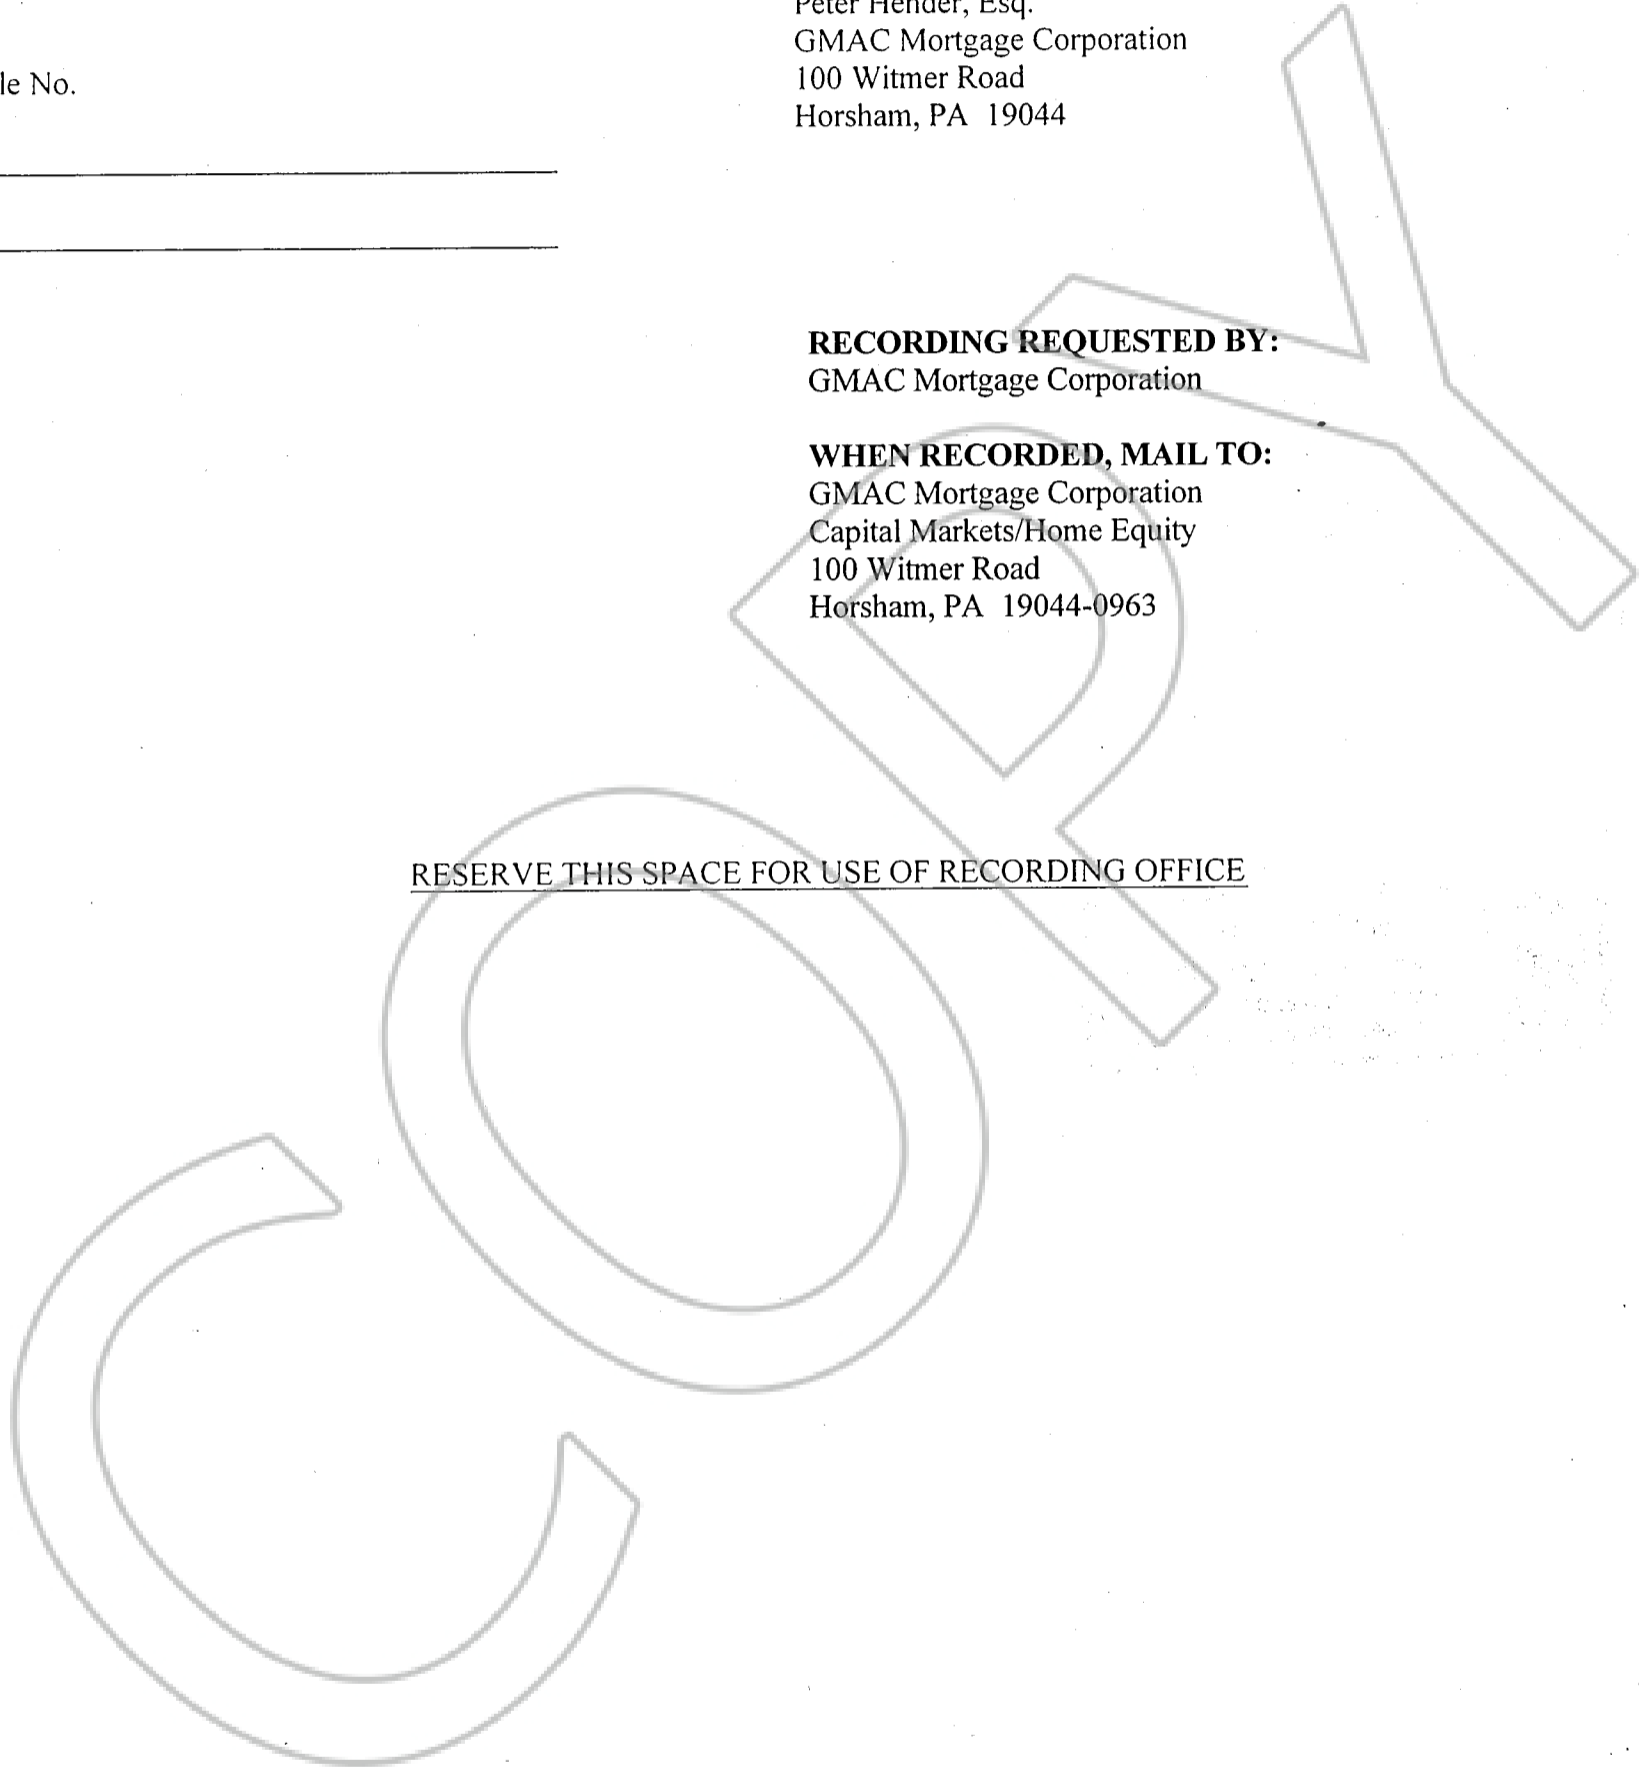 Peter Hender, Esq.
GMAC Mortgage Corporation
100 Witmer Road
Horsham, PA 19044
le No.
RECORDING REQUESTED BY:
GMAC Mortgage Corporation
WHEN RECORDED, MAIL TO:
GMAC Mortgage Corporation
Capital Markets/Home Equity
100 Witmer Road
Horsham, PA 19044-0963
RESERVE THIS SPACE FOR USE OF RECORDING OFFICE
COPY